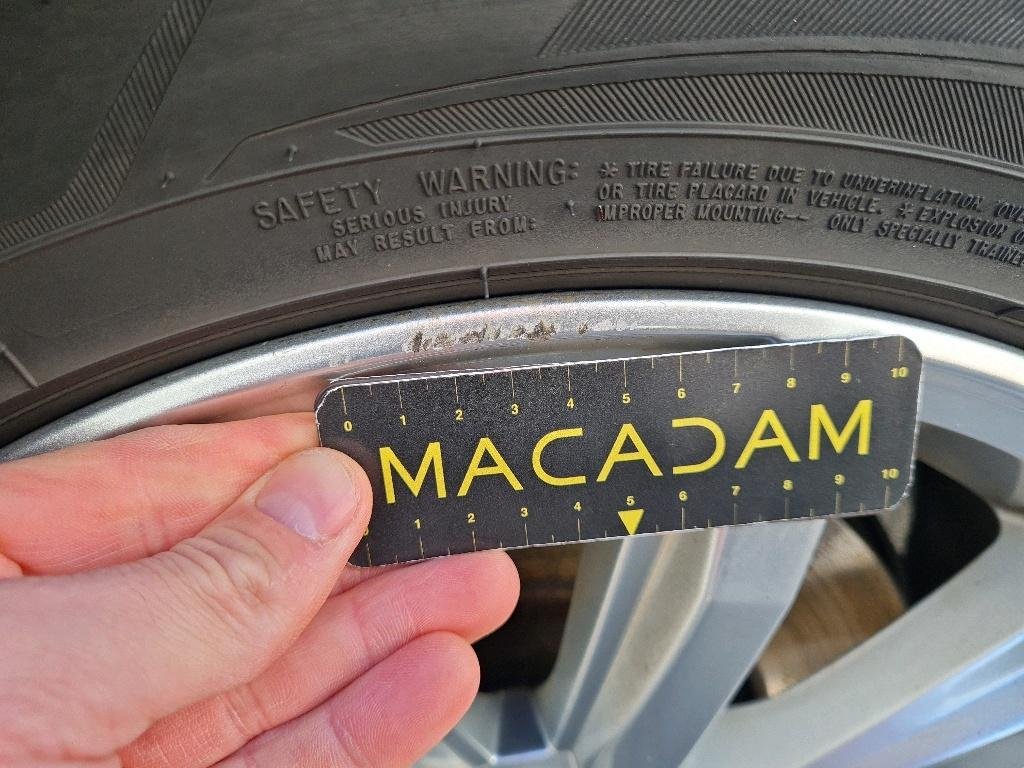 SAFETY WARNING:
SERIOUS INJURY
MAY RESULT FROM:
* TIRE FAILURE DUE TO UNDERINFLATION
OR TIRE PLACARD IN VEHICLE. * EXPLOSION
IMPROPER MOUNTING-- ONLY SPECIALLY
0 1 2 3 4 5 6 7 8 9 10
MACADAM
1 2 3 4 5 6 7 8 9 10